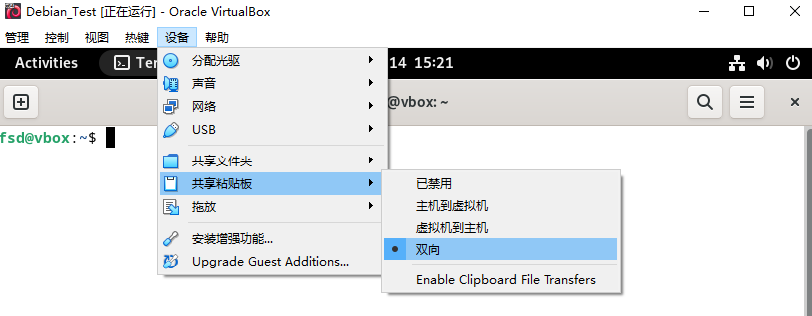 Debian_Test [正在运行] - Oracle VirtualBox
管理 控制 视图 热键 设备 帮助
Activities Ter 14 15:21
@vbox: ~
fsd@vbox:~$
分配光驱
声音
网络
USB
共享文件夹
共享粘贴板
拖放
安装增强功能...
Upgrade Guest Additions...
已禁用
主机到虚拟机
虚拟机到主机
双向
Enable Clipboard File Transfers